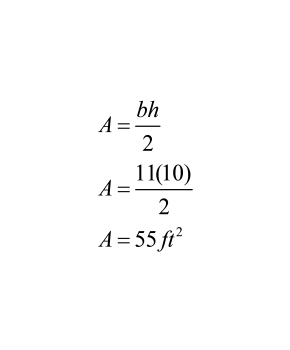 A = bh/2
A = 11(10)/2
A = 55 ft²